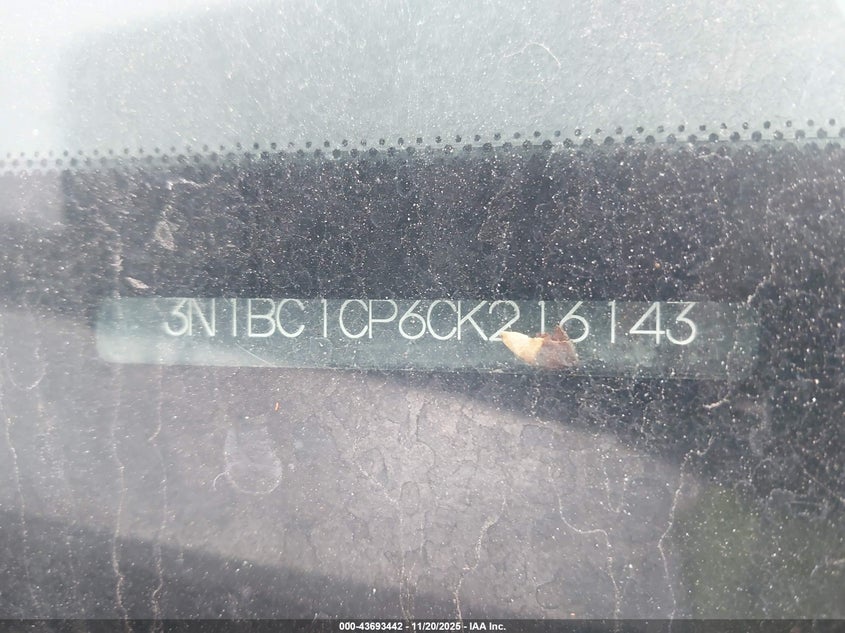 3N1BC1CP6CK216143
000-43693442 - 11/20/2025 - IAA Inc.